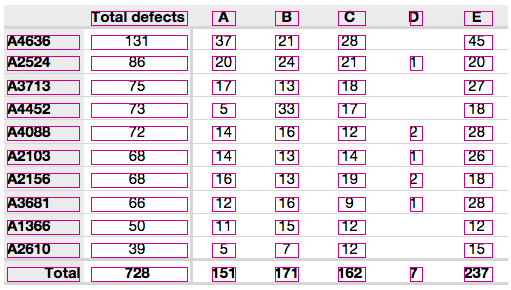 Total defects A B C D E
A4636 131 37 21 28 45
A2524 86 20 24 21 1 20
A3713 75 17 13 18 27
A4452 73 5 33 17 18
A4088 72 14 16 12 2 28
A2103 68 14 13 14 1 26
A2156 68 16 13 19 2 18
A3681 66 12 16 9 1 28
A1366 50 11 15 12 12
A2610 39 5 7 12 15
Total 728 151 171 162 7 237